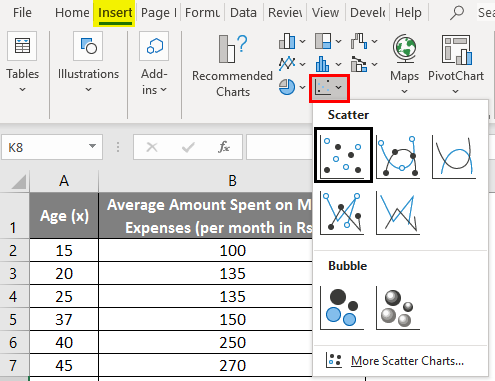 File Home Insert Page I Formu Data Reviev View Develo Help Sea
Tables Illustrations Add-ins Recommended Charts Maps PivotChart
Scatter
K8 fx
A B
1 Age (x) Average Amount Spent on M
Expenses (per month in Rs
2 15 100
3 20 135
4 25 135
5 37 150
6 40 250
7 45 270
Bubble
More Scatter Charts...